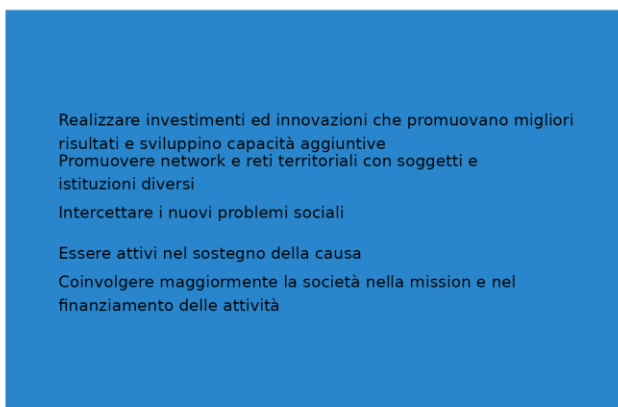 Realizzare investimenti ed innovazioni che promuovano migliori
risultati e sviluppino capacità aggiuntive
Promuovere network e reti territoriali con soggetti e
istituzioni diversi
Intercettare i nuovi problemi sociali
Essere attivi nel sostegno della causa
Coinvolgere maggiormente la società nella mission e nel
finanziamento delle attività